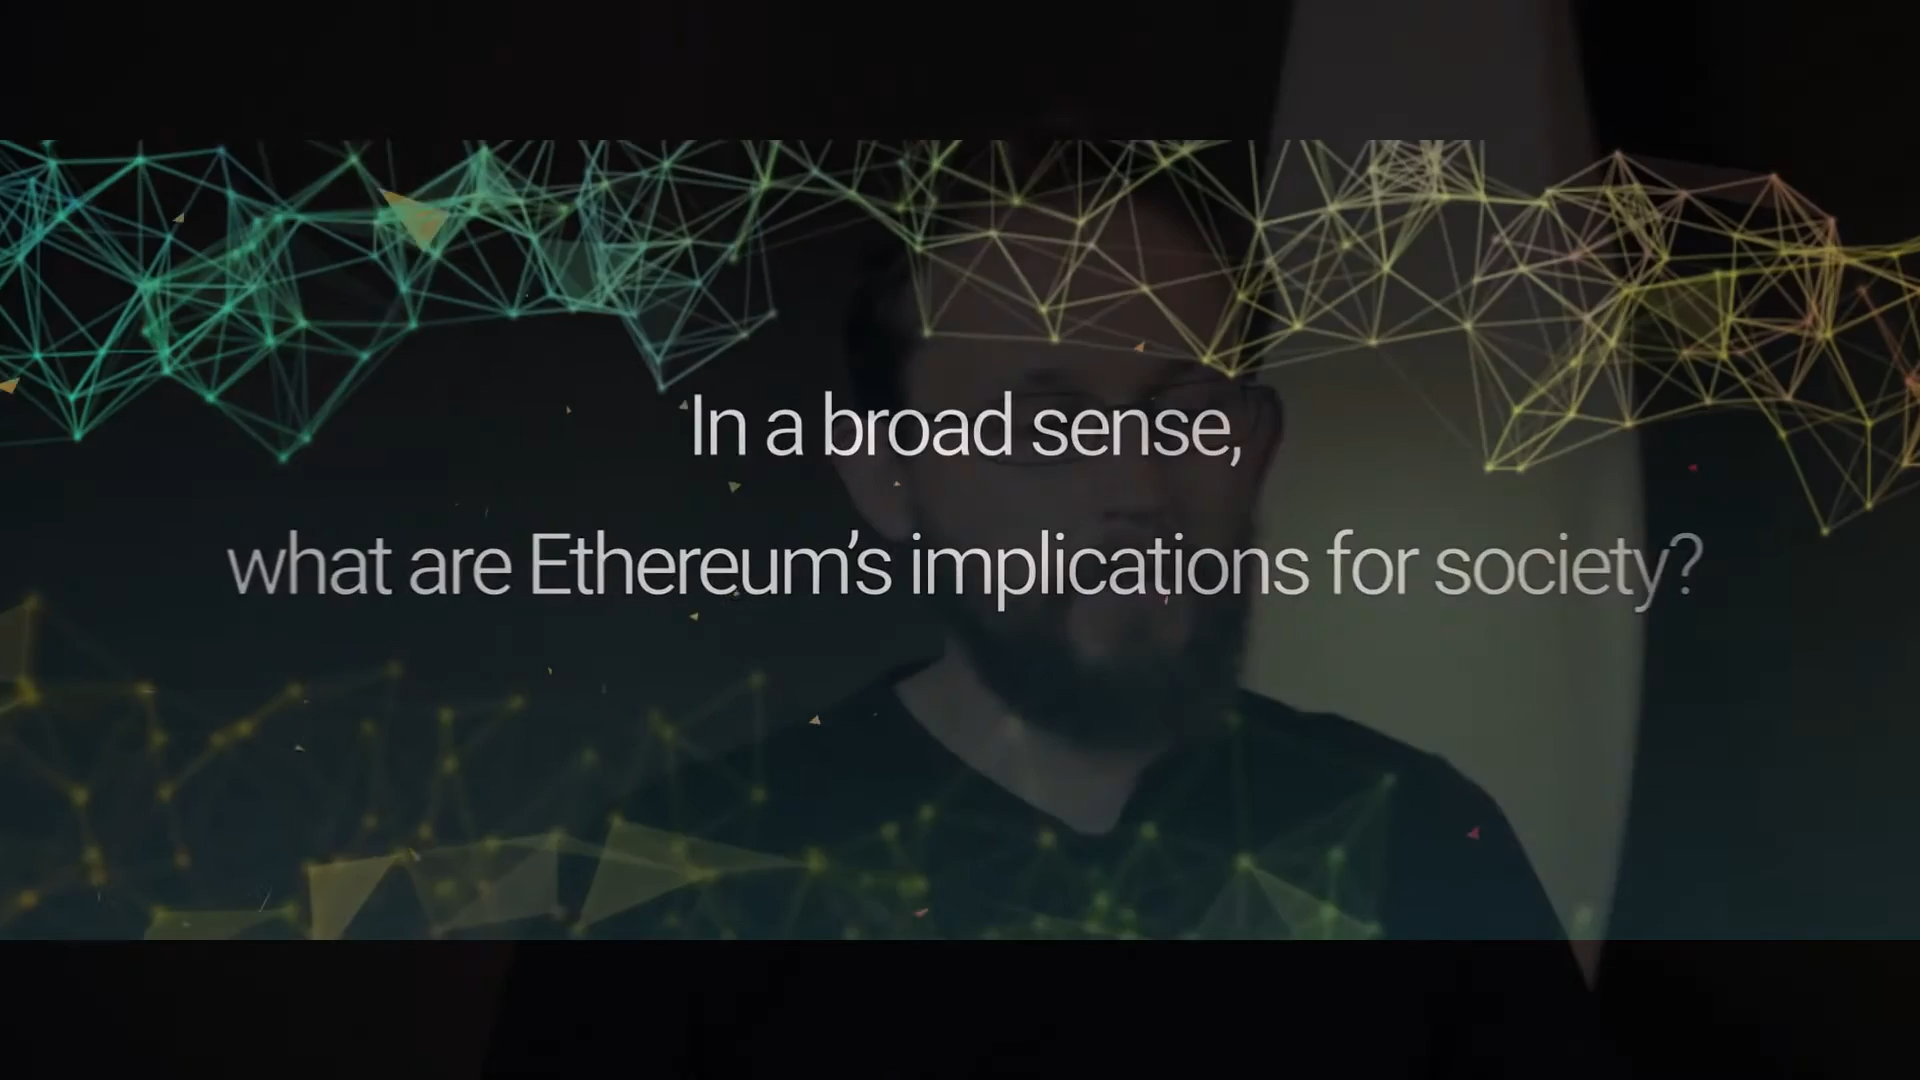 In a broad sense,
what are Ethereum’s implications for society?